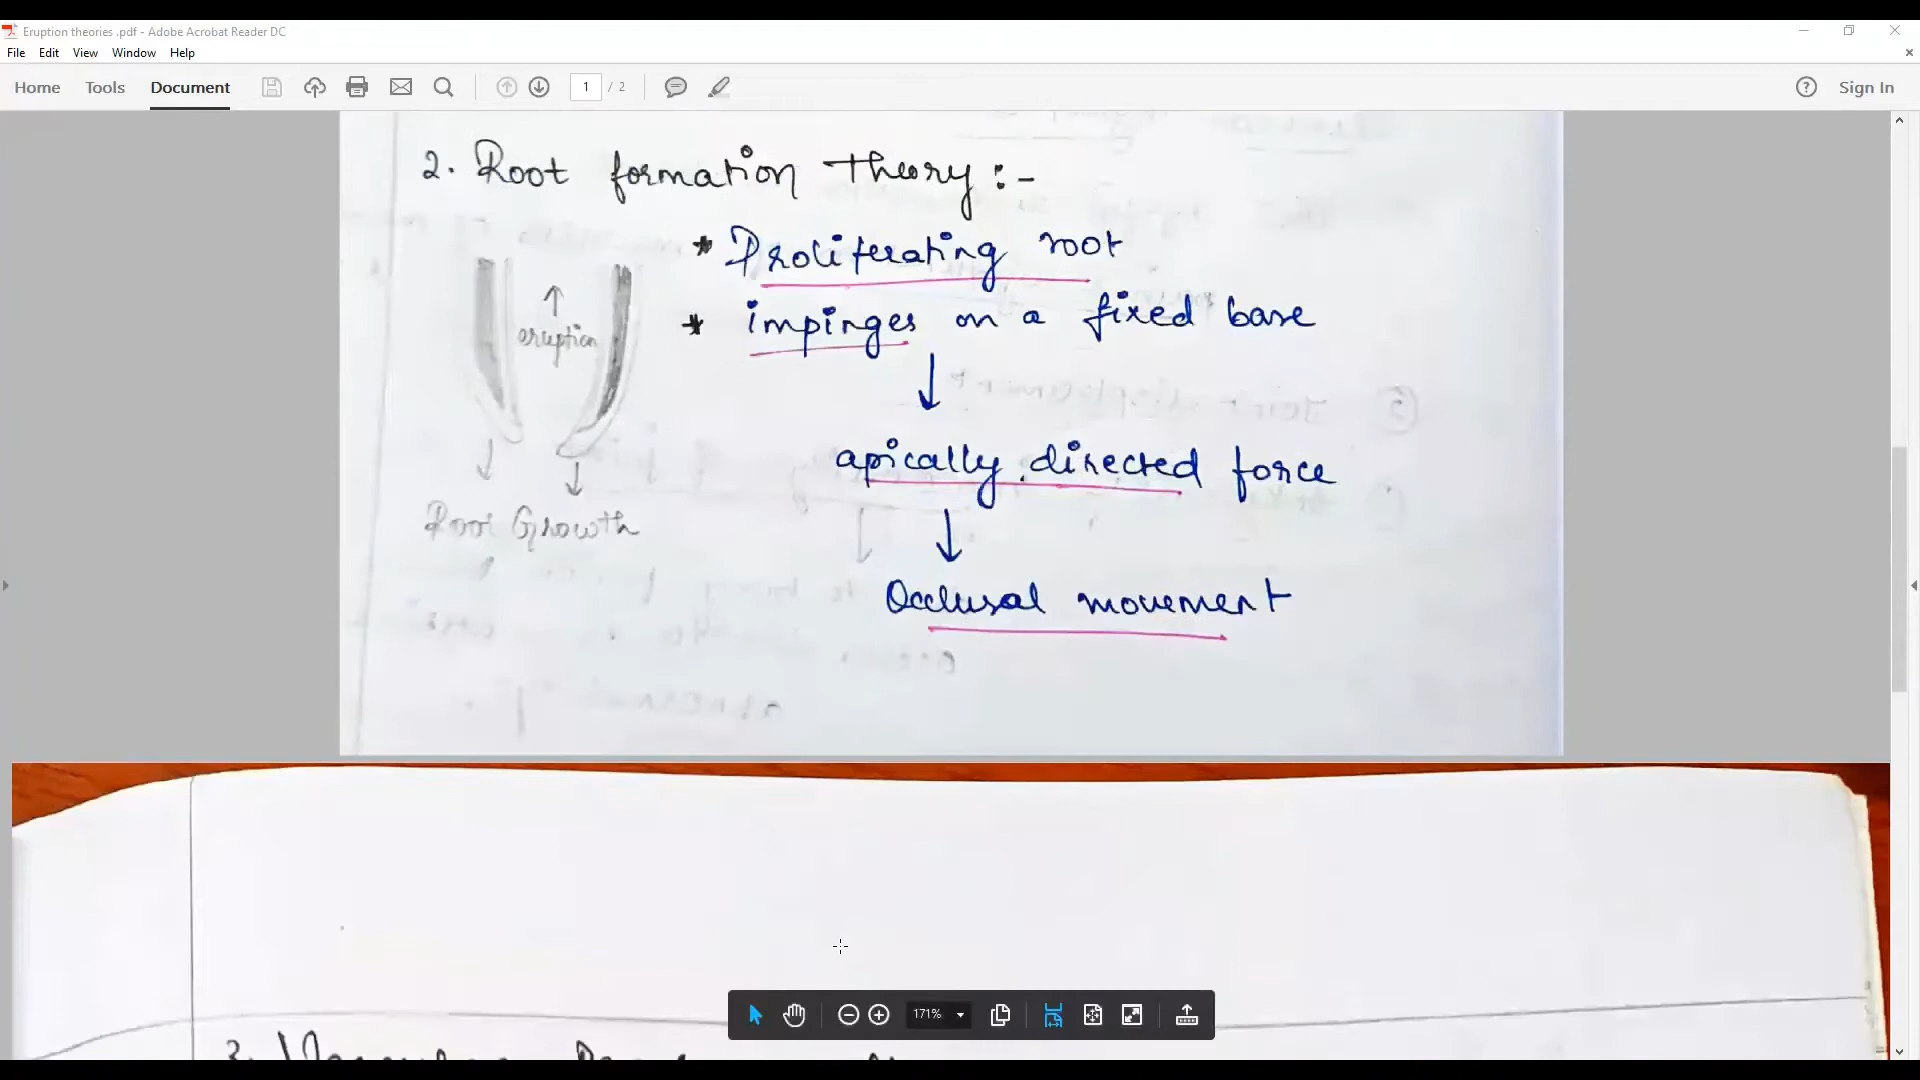 Eruption theories .pdf - Adobe Acrobat Reader DC
File Edit View Window Help
Home Tools Document 1 / 2 Sign In
2. Root formation Theory :-
* Proliferating root
* impinges on a fixed base
eruption
apically directed force
Root Growth
Occlusal movement
171%
3.